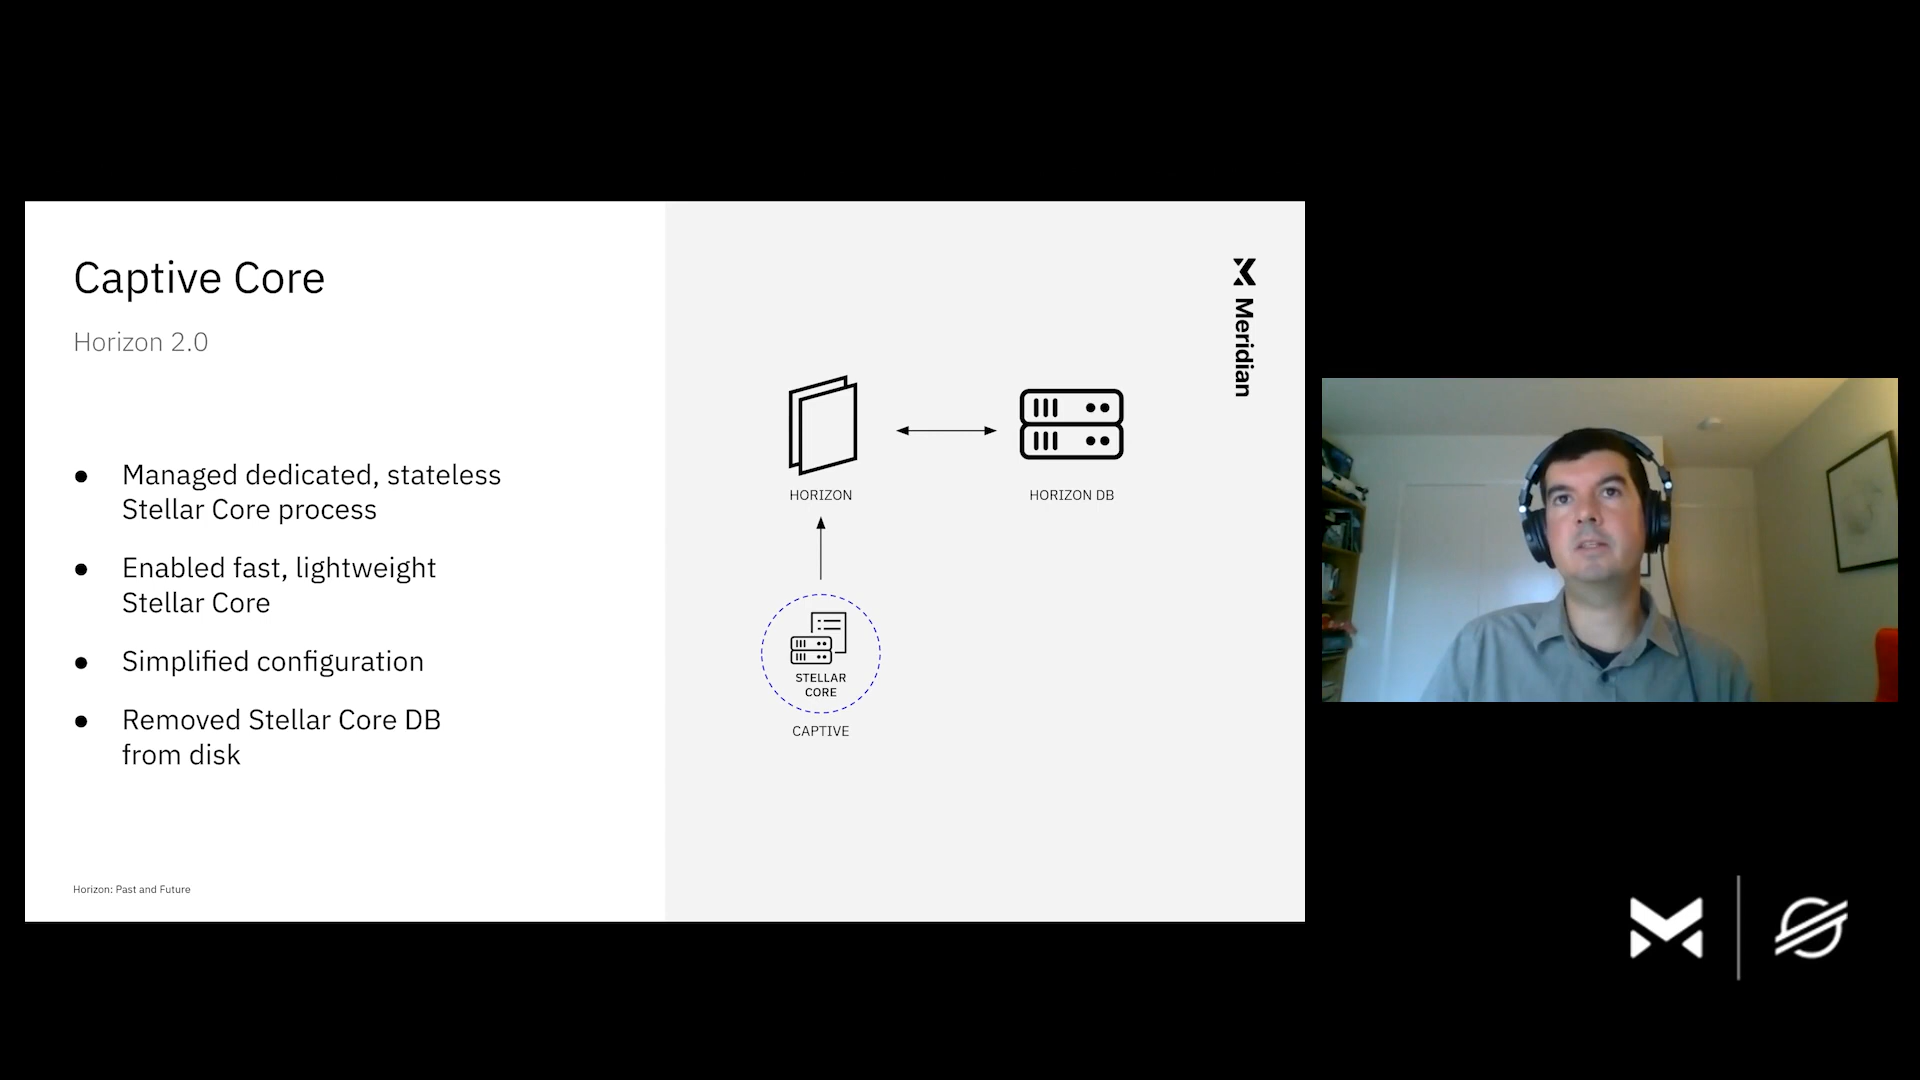 Captive Core
Horizon 2.0
● Managed dedicated, stateless
Stellar Core process
● Enabled fast, lightweight
Stellar Core
● Simplified configuration
● Removed Stellar Core DB
from disk
Horizon: Past and Future
Meridian
HORIZON
HORIZON DB
STELLAR
CORE
CAPTIVE